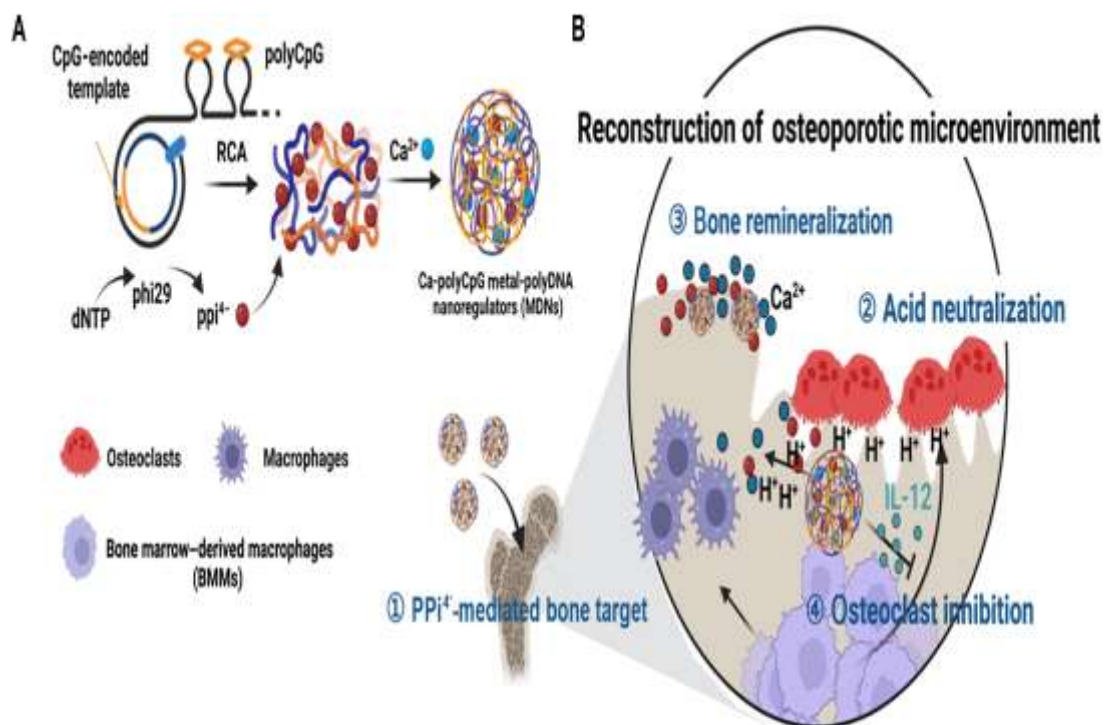 A
CpG-encoded
template
polyCpG
RCA
Ca²⁺
dNTP
phi29
ppi⁴⁻
Ca-polyCpG metal-polyDNA
nanoregulators (MDNs)
Osteoclasts
Macrophages
Bone marrow–derived macrophages
(BMMs)
① PPi⁴⁻-mediated bone target
B
Reconstruction of osteoporotic microenvironment
③ Bone remineralization
Ca²⁺
② Acid neutralization
H⁺
H⁺
H⁺
H⁺
H⁺
H⁺
H⁺
IL-12
④ Osteoclast inhibition